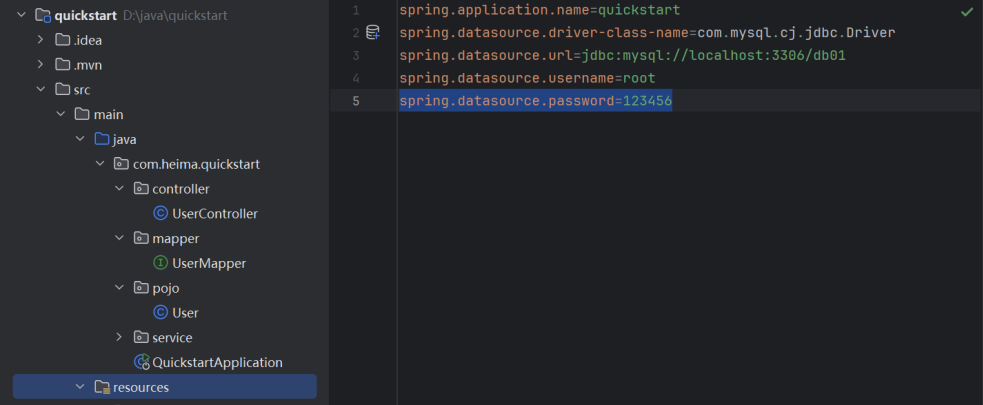 quickstart D:\java\quickstart
.idea
.mvn
src
main
java
com.heima.quickstart
controller
UserController
mapper
UserMapper
pojo
User
service
QuickstartApplication
resources
1 spring.application.name=quickstart
2 spring.datasource.driver-class-name=com.mysql.cj.jdbc.Driver
3 spring.datasource.url=jdbc:mysql://localhost:3306/db01
4 spring.datasource.username=root
5 spring.datasource.password=123456